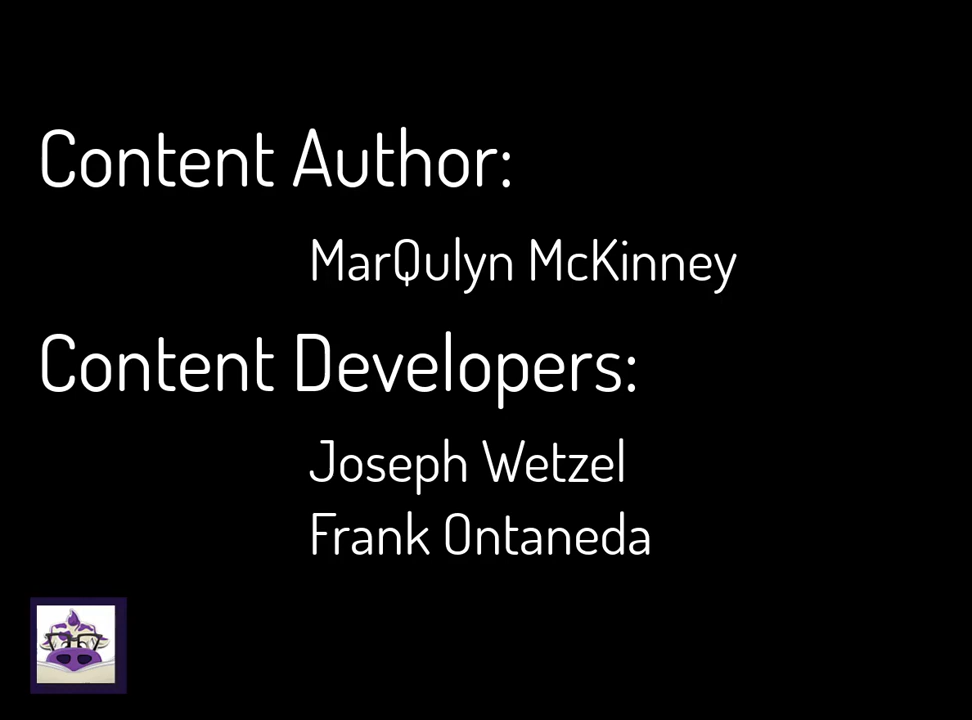 Content Author:
MarQulyn McKinney
Content Developers:
Joseph Wetzel
Frank Ontaneda